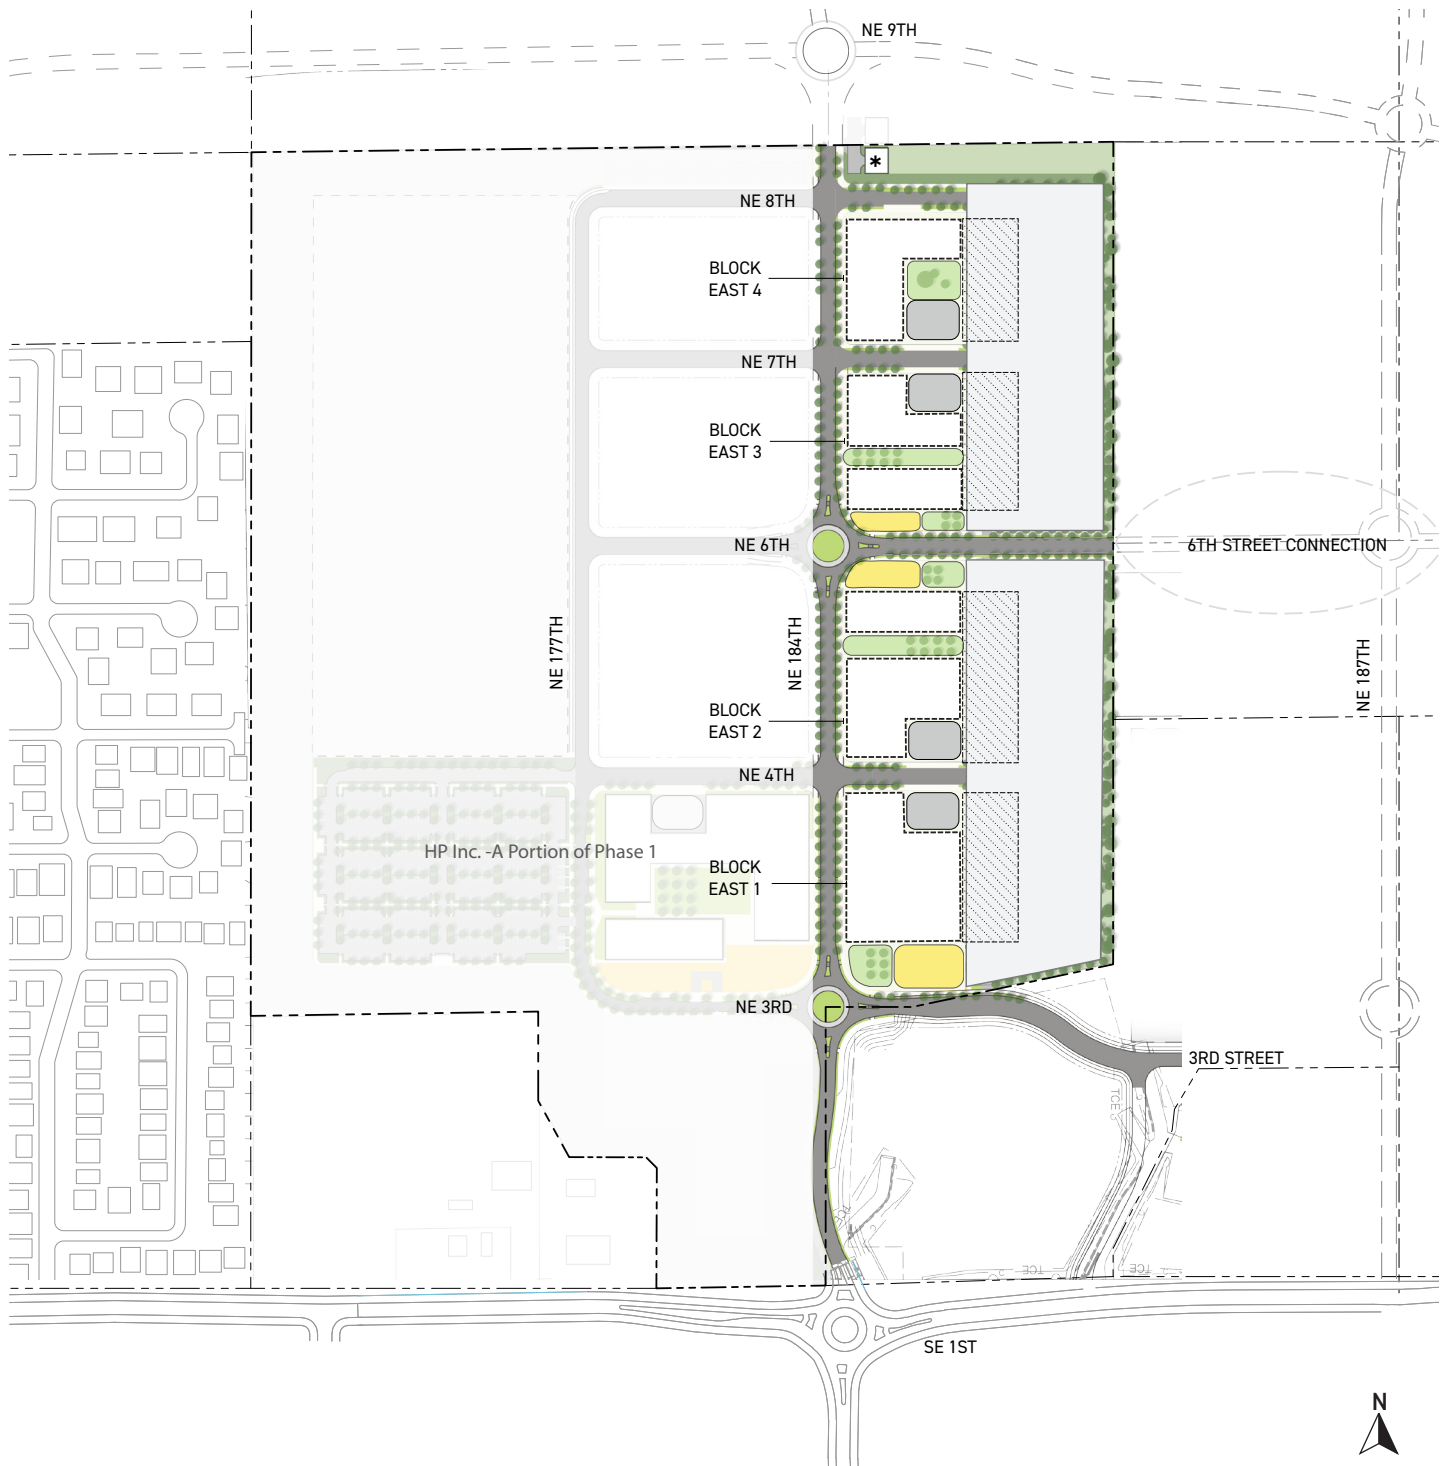 NE 9TH
*
NE 8TH
BLOCK
EAST 4
NE 7TH
BLOCK
EAST 3
NE 6TH
6TH STREET CONNECTION
NE 177TH
NE 184TH
NE 187TH
BLOCK
EAST 2
NE 4TH
HP Inc. -A Portion of Phase 1
BLOCK
EAST 1
NE 3RD
3RD STREET
TCE
TCE
TCE
SE 1ST
N